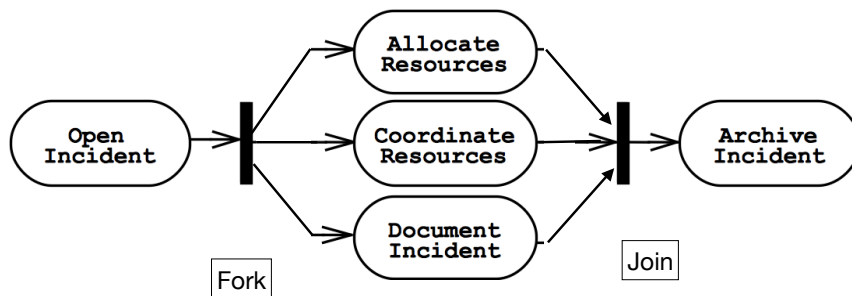 Open
Incident
Allocate
Resources
Coordinate
Resources
Document
Incident
Archive
Incident
Fork
Join